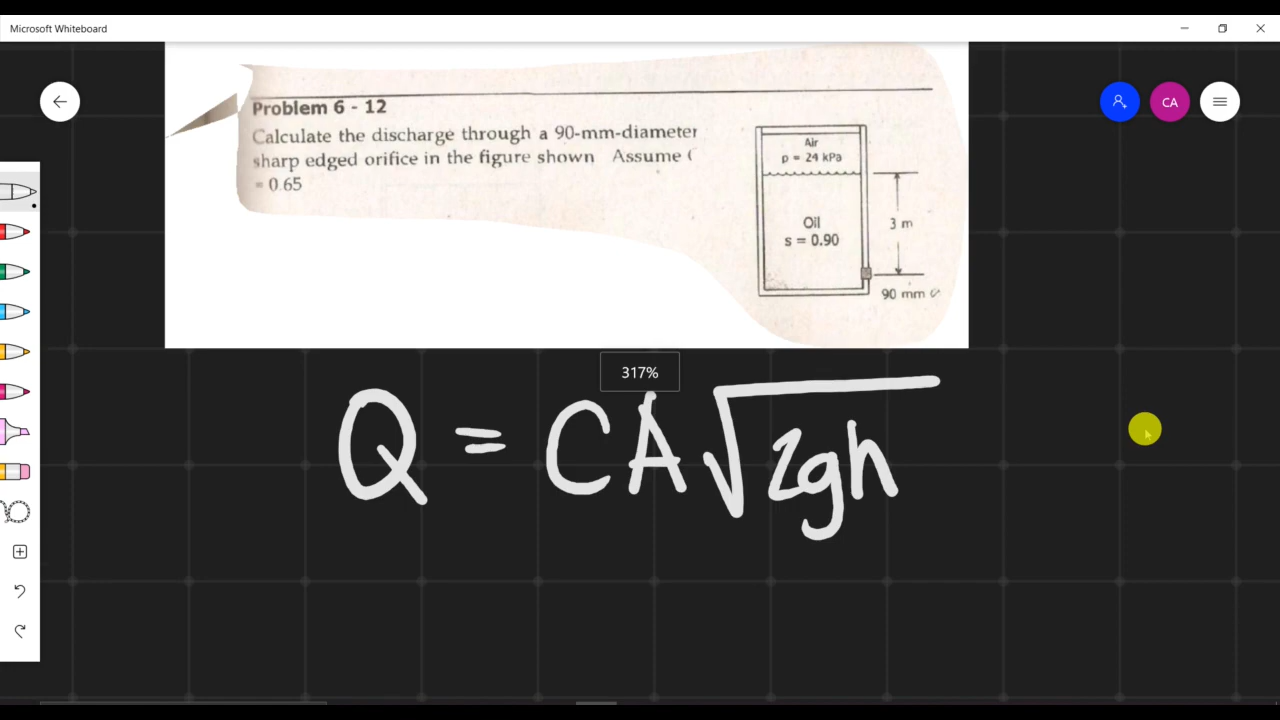 Microsoft Whiteboard
CA
Problem 6 - 12
Calculate the discharge through a 90-mm-diameter
sharp edged orifice in the figure shown Assume (
= 0.65
Air
p = 24 kPa
Oil
s = 0.90
3 m
90 mm
317%
Q = CA√2gh